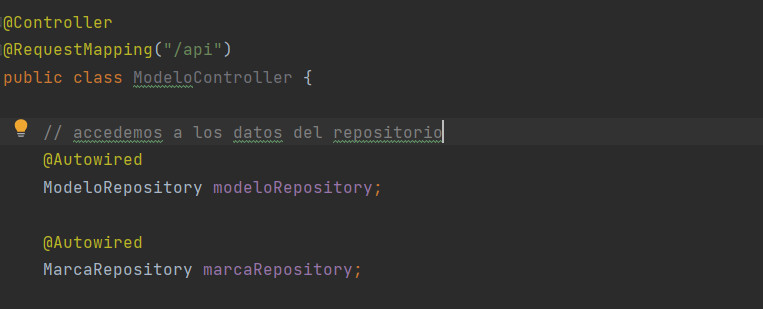 @Controller
@RequestMapping("/api")
public class ModeloController {
// accedemos a los datos del repositorio
@Autowired
ModeloRepository modeloRepository;
@Autowired
MarcaRepository marcaRepository;